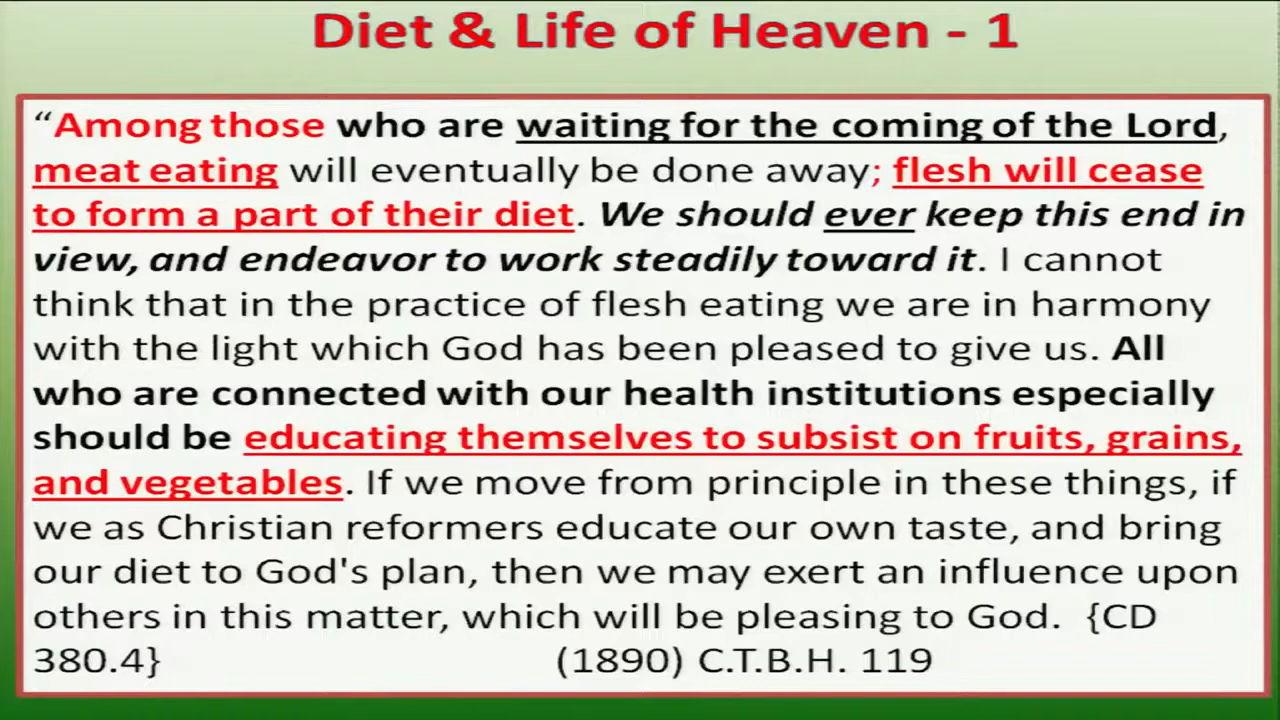 Diet & Life of Heaven - 1
“Among those who are waiting for the coming of the Lord,
meat eating will eventually be done away; flesh will cease
to form a part of their diet. We should ever keep this end in
view, and endeavor to work steadily toward it. I cannot
think that in the practice of flesh eating we are in harmony
with the light which God has been pleased to give us. All
who are connected with our health institutions especially
should be educating themselves to subsist on fruits, grains,
and vegetables. If we move from principle in these things, if
we as Christian reformers educate our own taste, and bring
our diet to God's plan, then we may exert an influence upon
others in this matter, which will be pleasing to God. {CD
380.4} (1890) C.T.B.H. 119